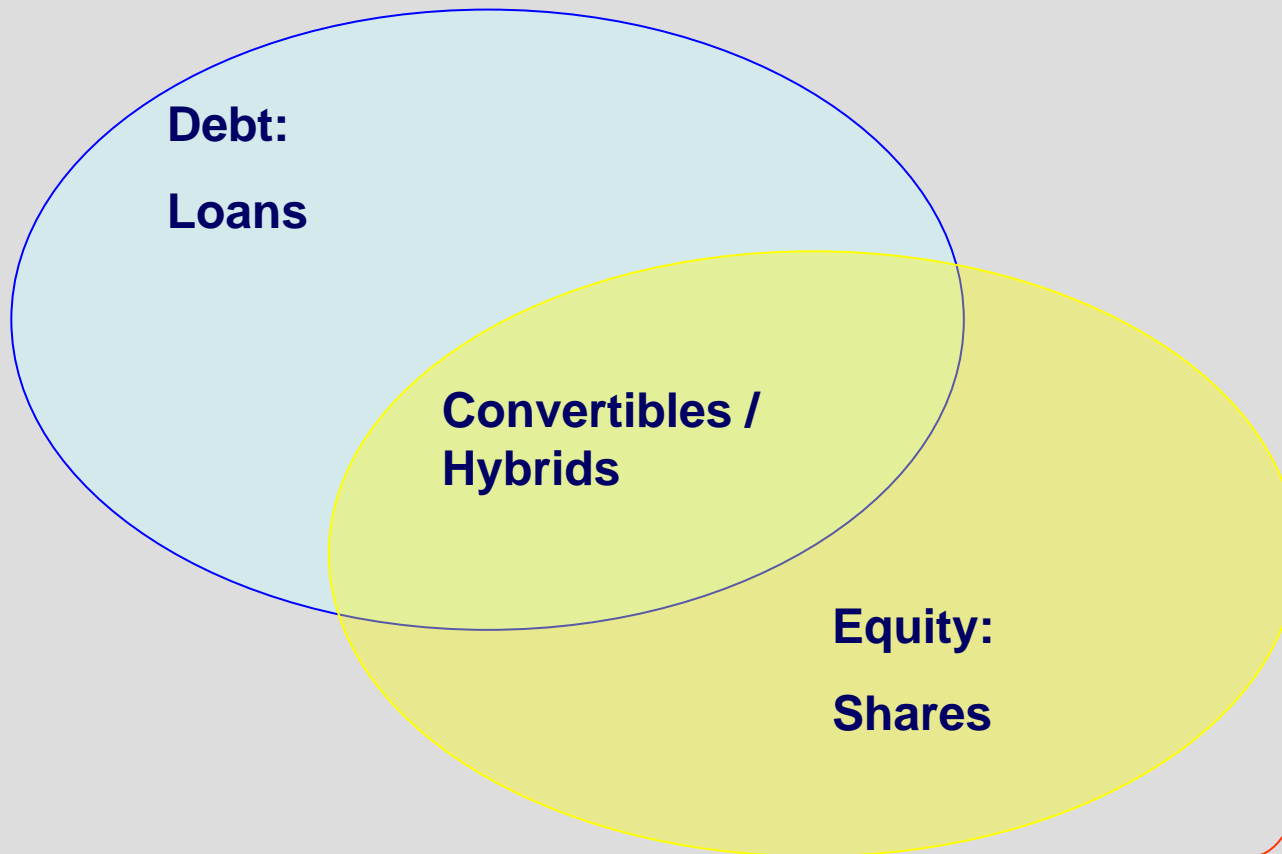 Debt:
Loans
Convertibles /
Hybrids
Equity:
Shares